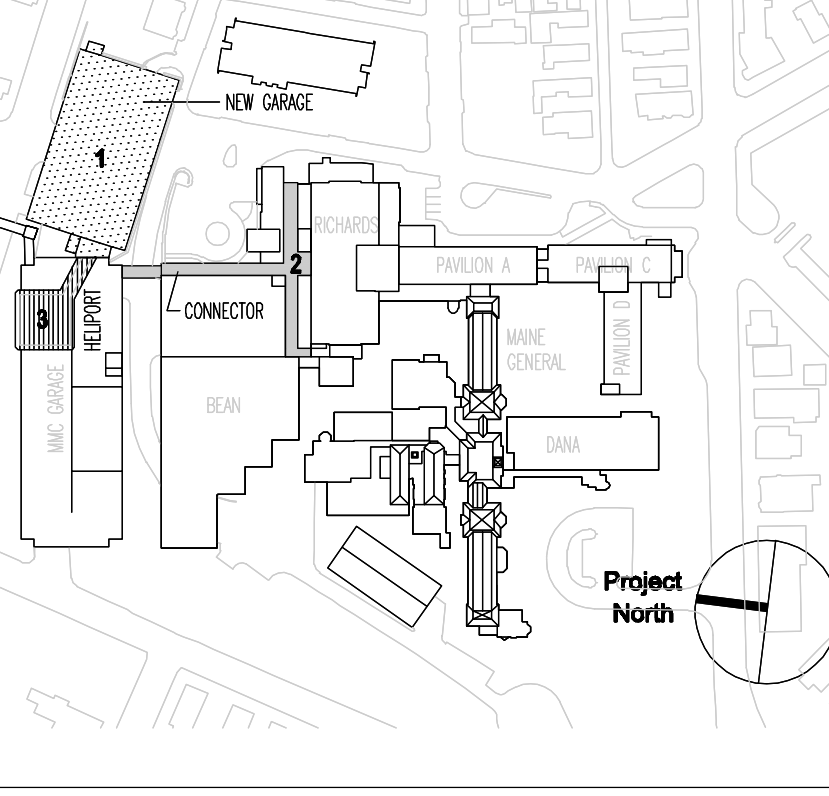 NEW GARAGE
1
RICHARDS
2
PAVILION A
PAVILION C
CONNECTOR
3
HELIPORT
MAINE
GENERAL
PAVILION D
MMC GARAGE
BEAN
DANA
Project
North